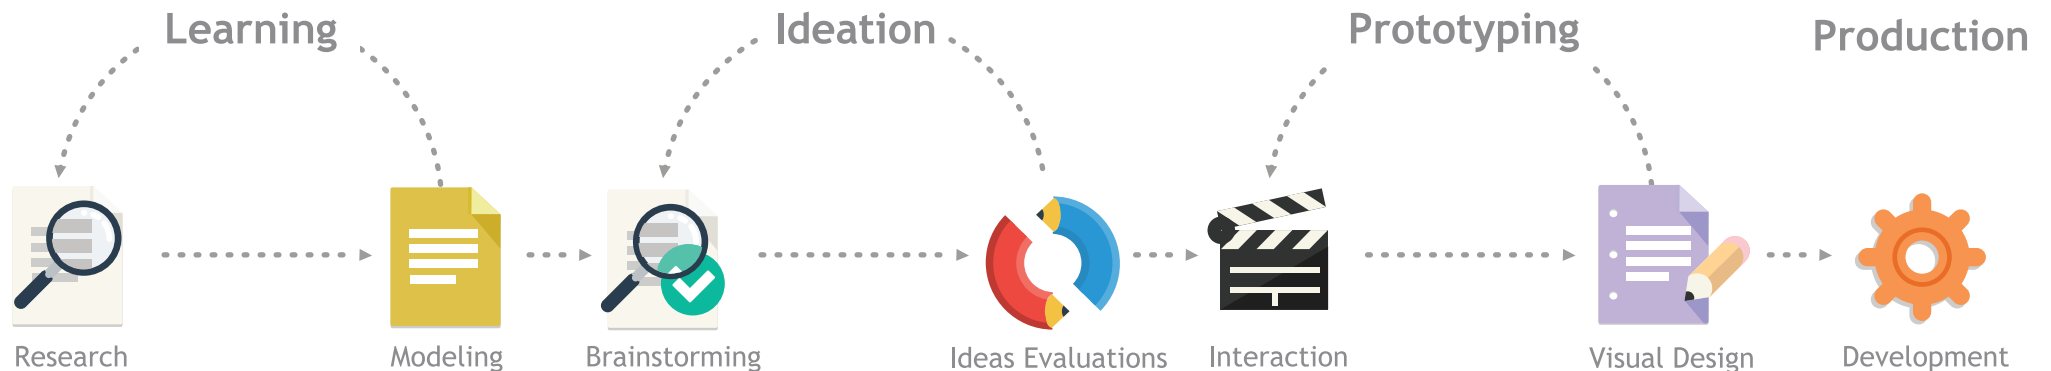 Learning
Ideation
Prototyping
Production
Research
Modeling
Brainstorming
Ideas Evaluations
Interaction
Visual Design
Development